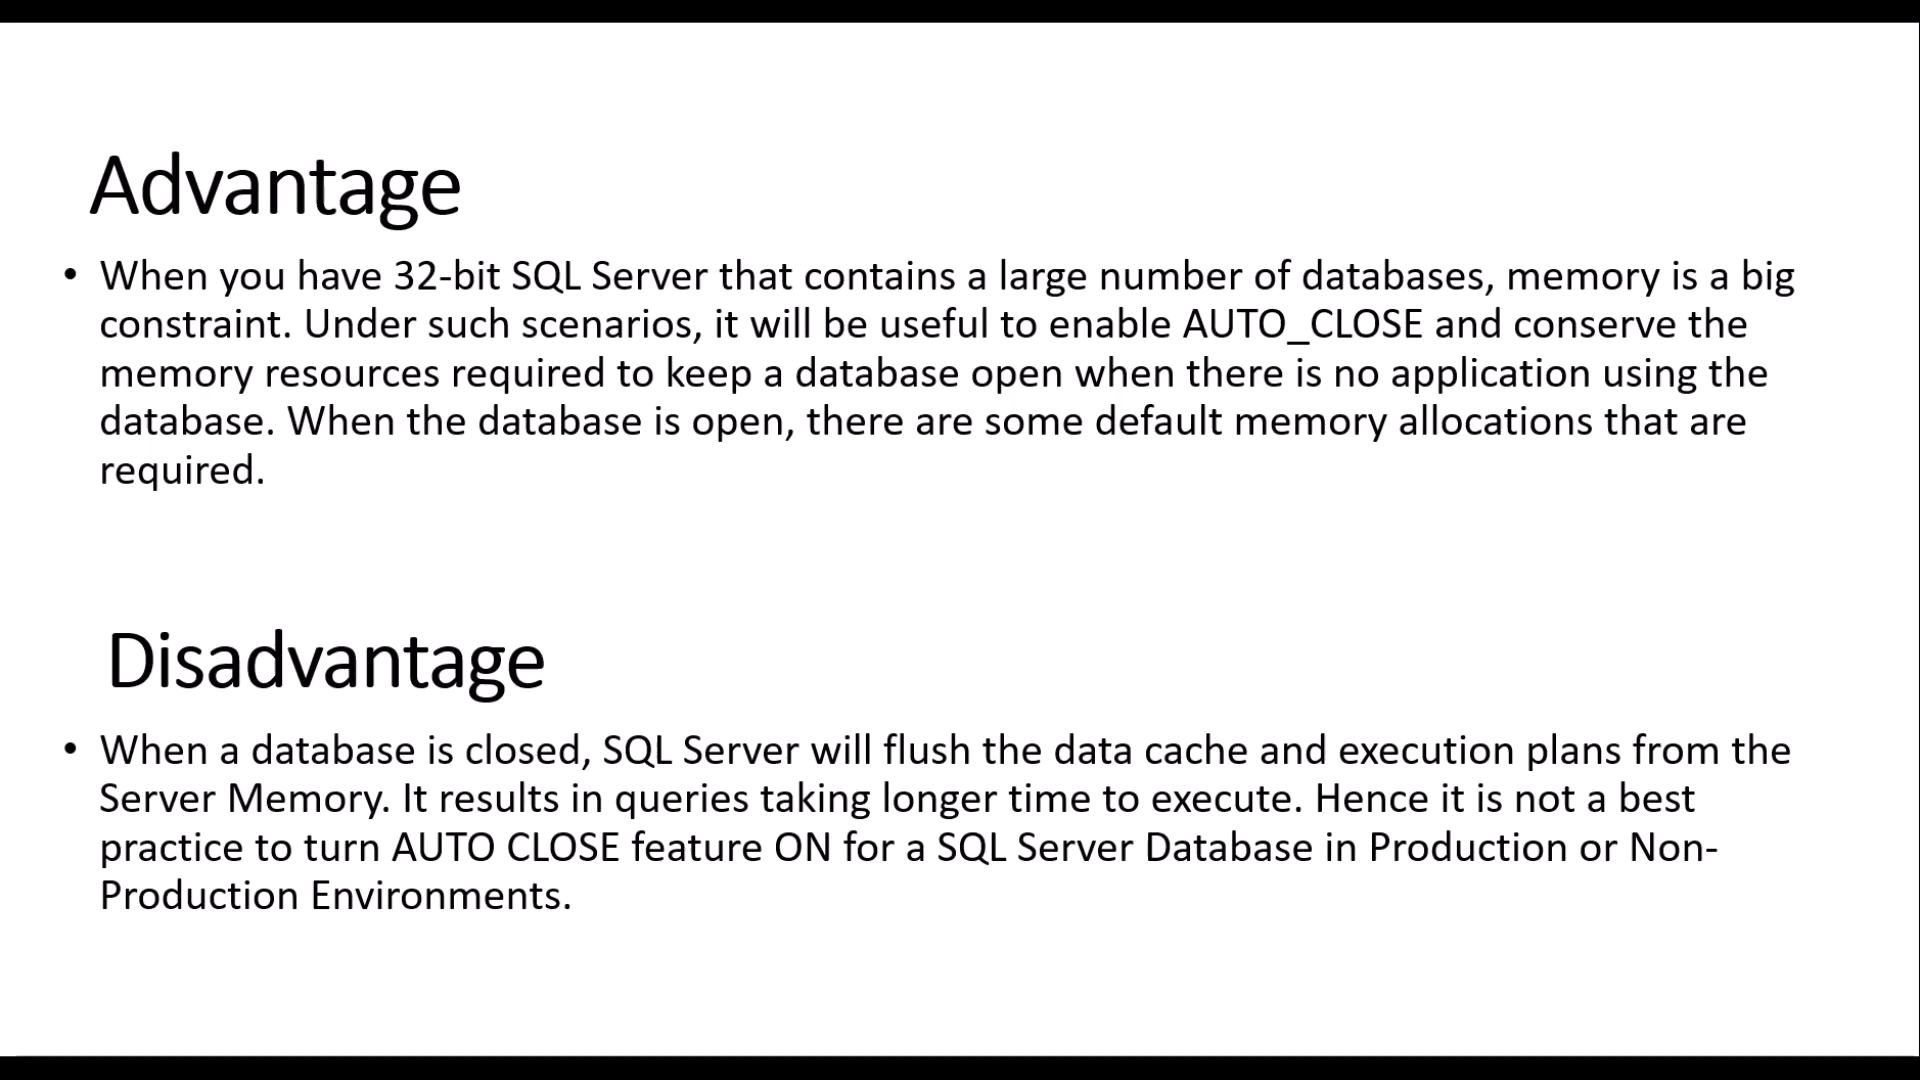 Advantage
• When you have 32-bit SQL Server that contains a large number of databases, memory is a big
constraint. Under such scenarios, it will be useful to enable AUTO_CLOSE and conserve the
memory resources required to keep a database open when there is no application using the
database. When the database is open, there are some default memory allocations that are
required.
Disadvantage
• When a database is closed, SQL Server will flush the data cache and execution plans from the
Server Memory. It results in queries taking longer time to execute. Hence it is not a best
practice to turn AUTO CLOSE feature ON for a SQL Server Database in Production or Non-
Production Environments.